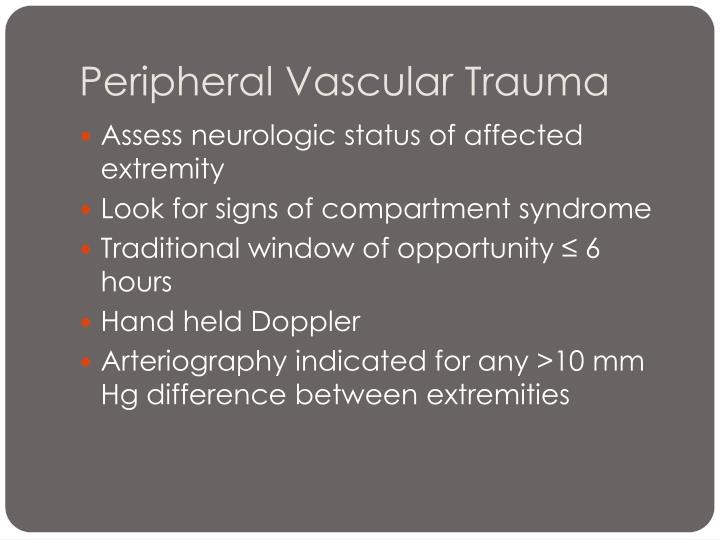 Peripheral Vascular Trauma
• Assess neurologic status of affected
extremity
• Look for signs of compartment syndrome
• Traditional window of opportunity ≤ 6
hours
• Hand held Doppler
• Arteriography indicated for any >10 mm
Hg difference between extremities